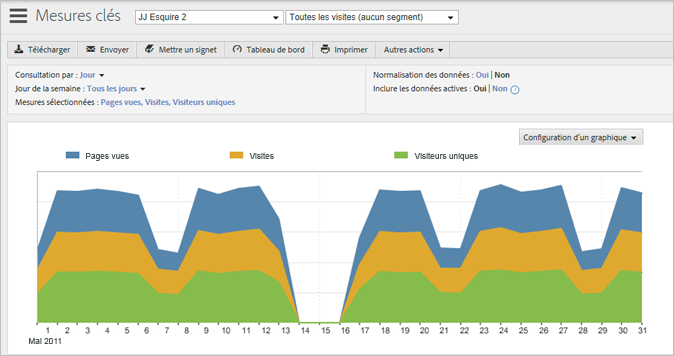 Mesures clés
JJ Esquire 2
Toutes les visites (aucun segment)
Télécharger
Envoyer
Mettre un signet
Tableau de bord
Imprimer
Autres actions
Consultation par : Jour
Normalisation des données : Oui | Non
Jour de la semaine : Tous les jours
Inclure les données actives : Oui | Non
Mesures sélectionnées : Pages vues, Visites, Visiteurs uniques
Configuration d'un graphique
Pages vues
Visites
Visiteurs uniques
1 2 3 4 5 6 7 8 9 10 11 12 13 14 15 16 17 18 19 20 21 22 23 24 25 26 27 28 29 30 31
Mai 2011